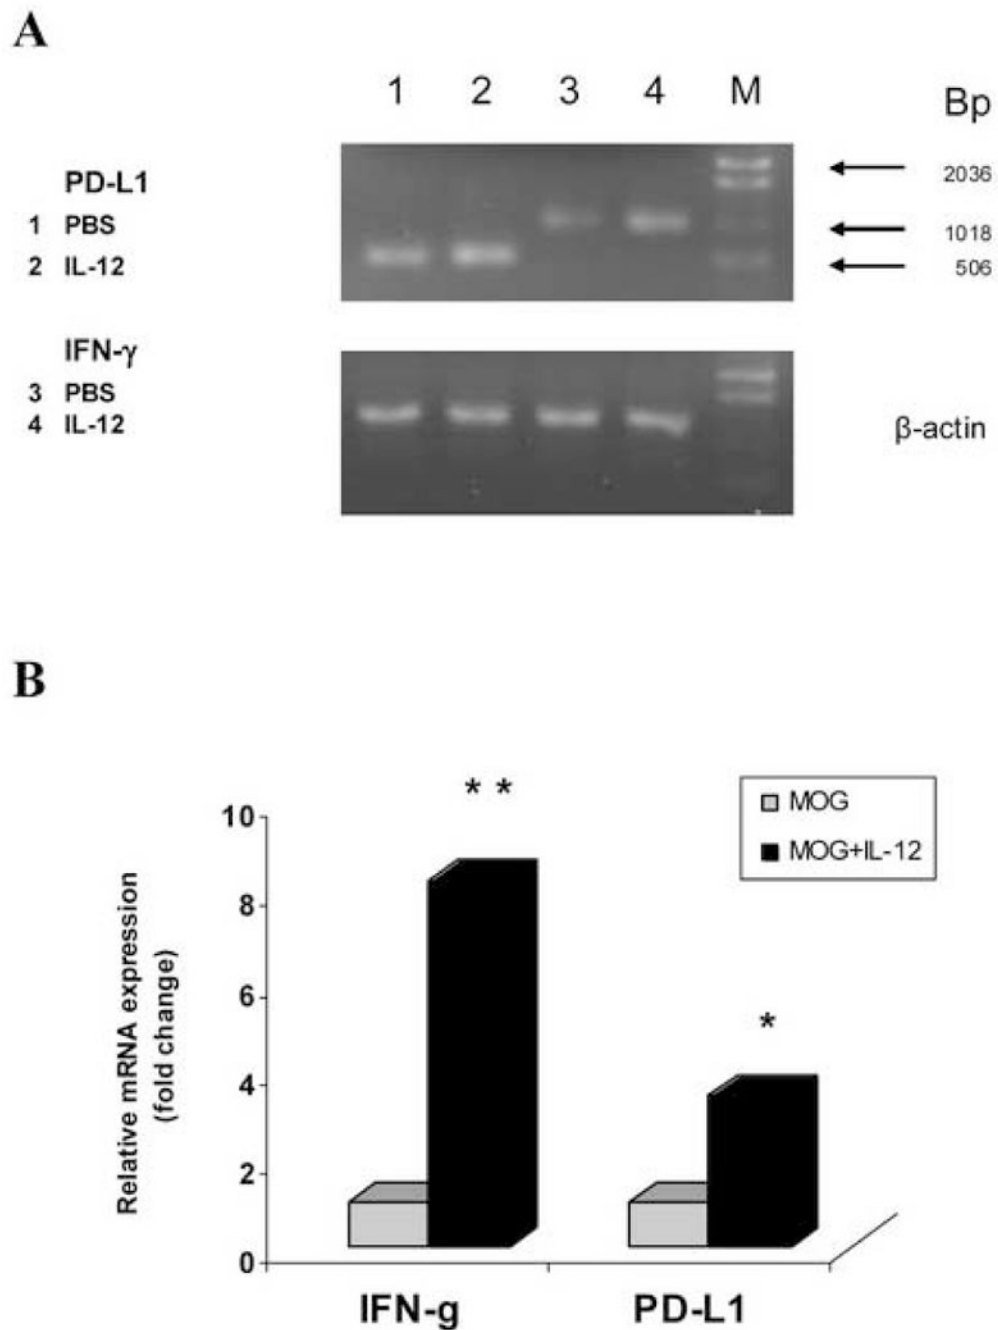 A
1 2 3 4 M
Bp
PD-L1
1 PBS
2 IL-12
2036
1018
506
IFN-γ
3 PBS
4 IL-12
β-actin
B
* *
*
MOG
MOG+IL-12
10
8
6
4
2
0
Relative mRNA expression
(fold change)
IFN-g
PD-L1